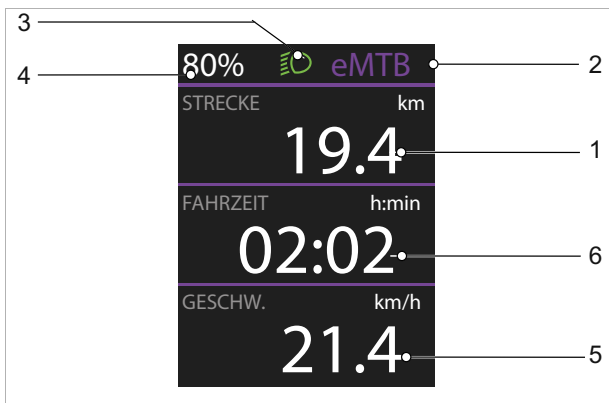 3
80% eMTB
2
4
STRECKE km
19.4
1
FAHRZEIT h:min
02:02
6
GESCHW. km/h
21.4
5